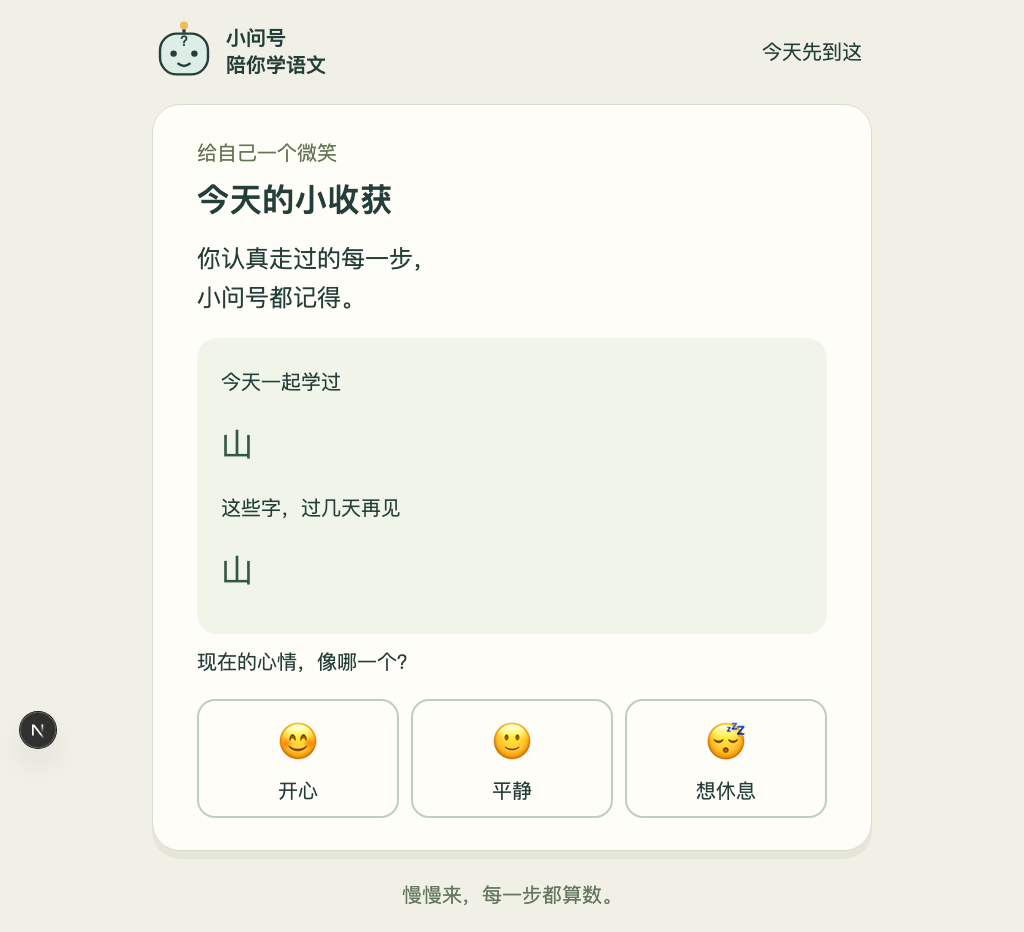 ?
小问号
陪你学语文
今天先到这
给自己一个微笑
今天的小收获
你认真走过的每一步，
小问号都记得。
今天一起学过
山
这些字，过几天再见
山
现在的心情，像哪一个？
N
zzZ
开心
平静
想休息
慢慢来，每一步都算数。